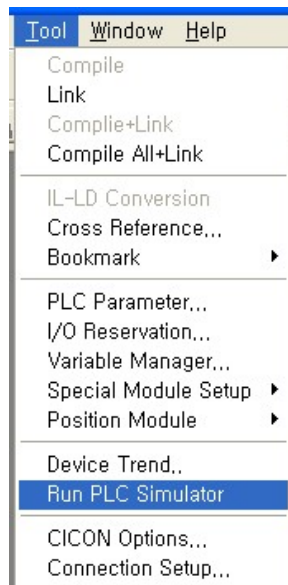 Tool Window Help
Compile
Link
Complie+Link
Compile All+Link
IL-LD Conversion
Cross Reference,,,
Bookmark
PLC Parameter,,,
I/O Reservation,,,
Variable Manager,,,
Special Module Setup
Position Module
Device Trend,,
Run PLC Simulator
CICON Options,,,
Connection Setup,,,